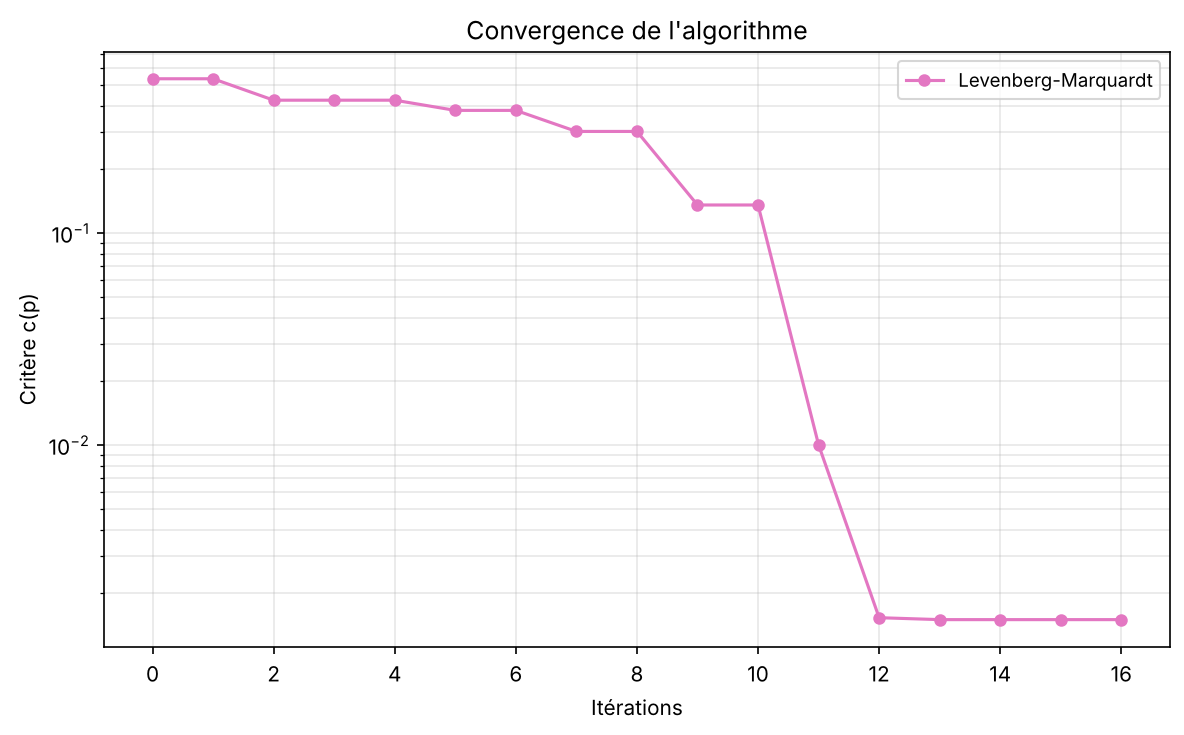 Convergence de l'algorithme
Levenberg-Marquardt
Critère c(p)
10⁻¹
10⁻²
0 2 4 6 8 10 12 14 16
Itérations